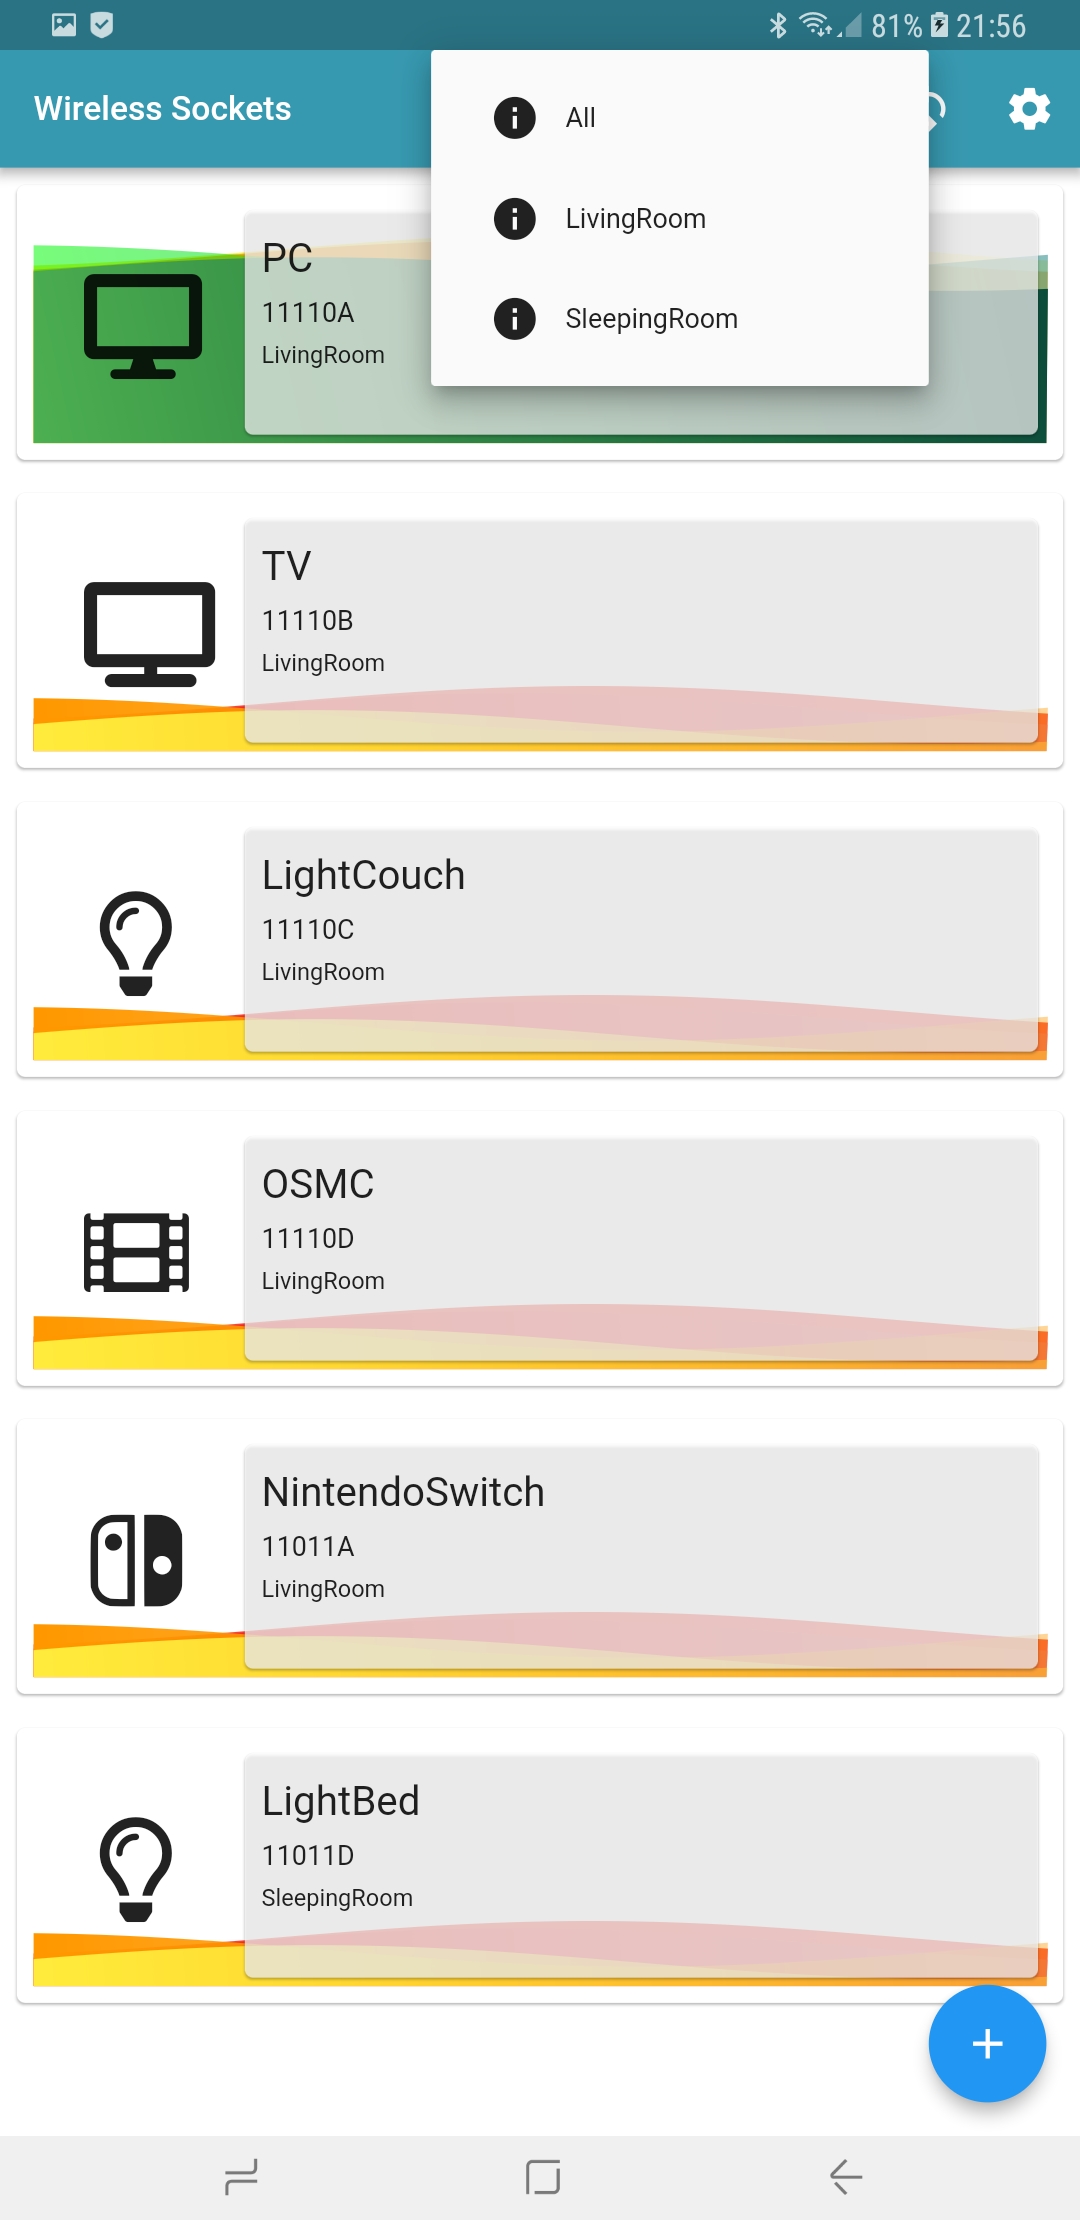 81% 21:56
Wireless Sockets
All
LivingRoom
SleepingRoom
PC
11110A
LivingRoom
TV
11110B
LivingRoom
LightCouch
11110C
LivingRoom
OSMC
11110D
LivingRoom
NintendoSwitch
11011A
LivingRoom
LightBed
11011D
SleepingRoom